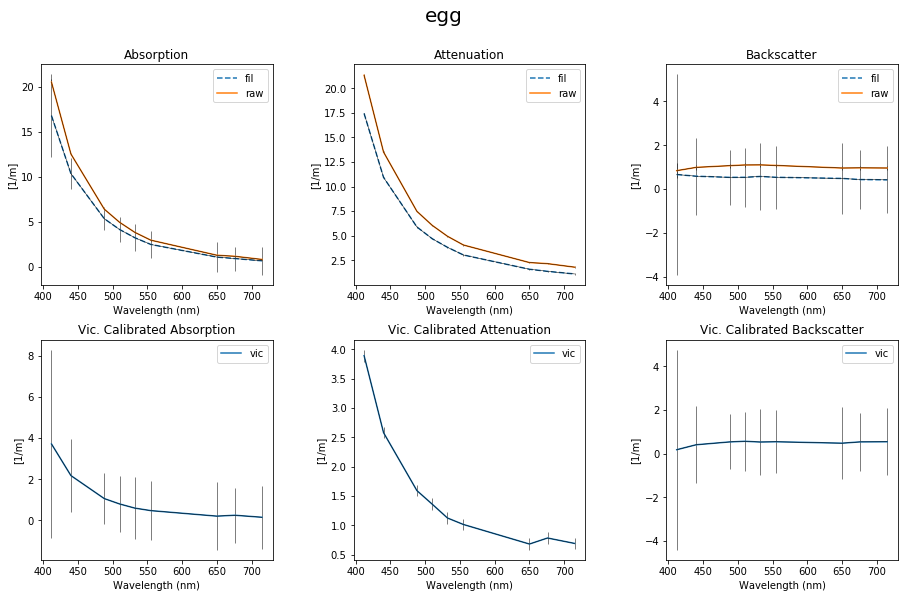 egg
Absorption
Attenuation
Backscatter
fil
raw
fil
raw
fil
raw
20
15
10
5
0
20.0
17.5
15.0
12.5
10.0
7.5
5.0
2.5
4
2
0
−2
−4
[1/m]
[1/m]
[1/m]
400 450 500 550 600 650 700
400 450 500 550 600 650 700
400 450 500 550 600 650 700
Wavelength (nm)
Wavelength (nm)
Wavelength (nm)
Vic. Calibrated Absorption
Vic. Calibrated Attenuation
Vic. Calibrated Backscatter
vic
vic
vic
8
6
4
2
0
4.0
3.5
3.0
2.5
2.0
1.5
1.0
0.5
4
2
0
−2
−4
[1/m]
[1/m]
[1/m]
400 450 500 550 600 650 700
400 450 500 550 600 650 700
400 450 500 550 600 650 700
Wavelength (nm)
Wavelength (nm)
Wavelength (nm)